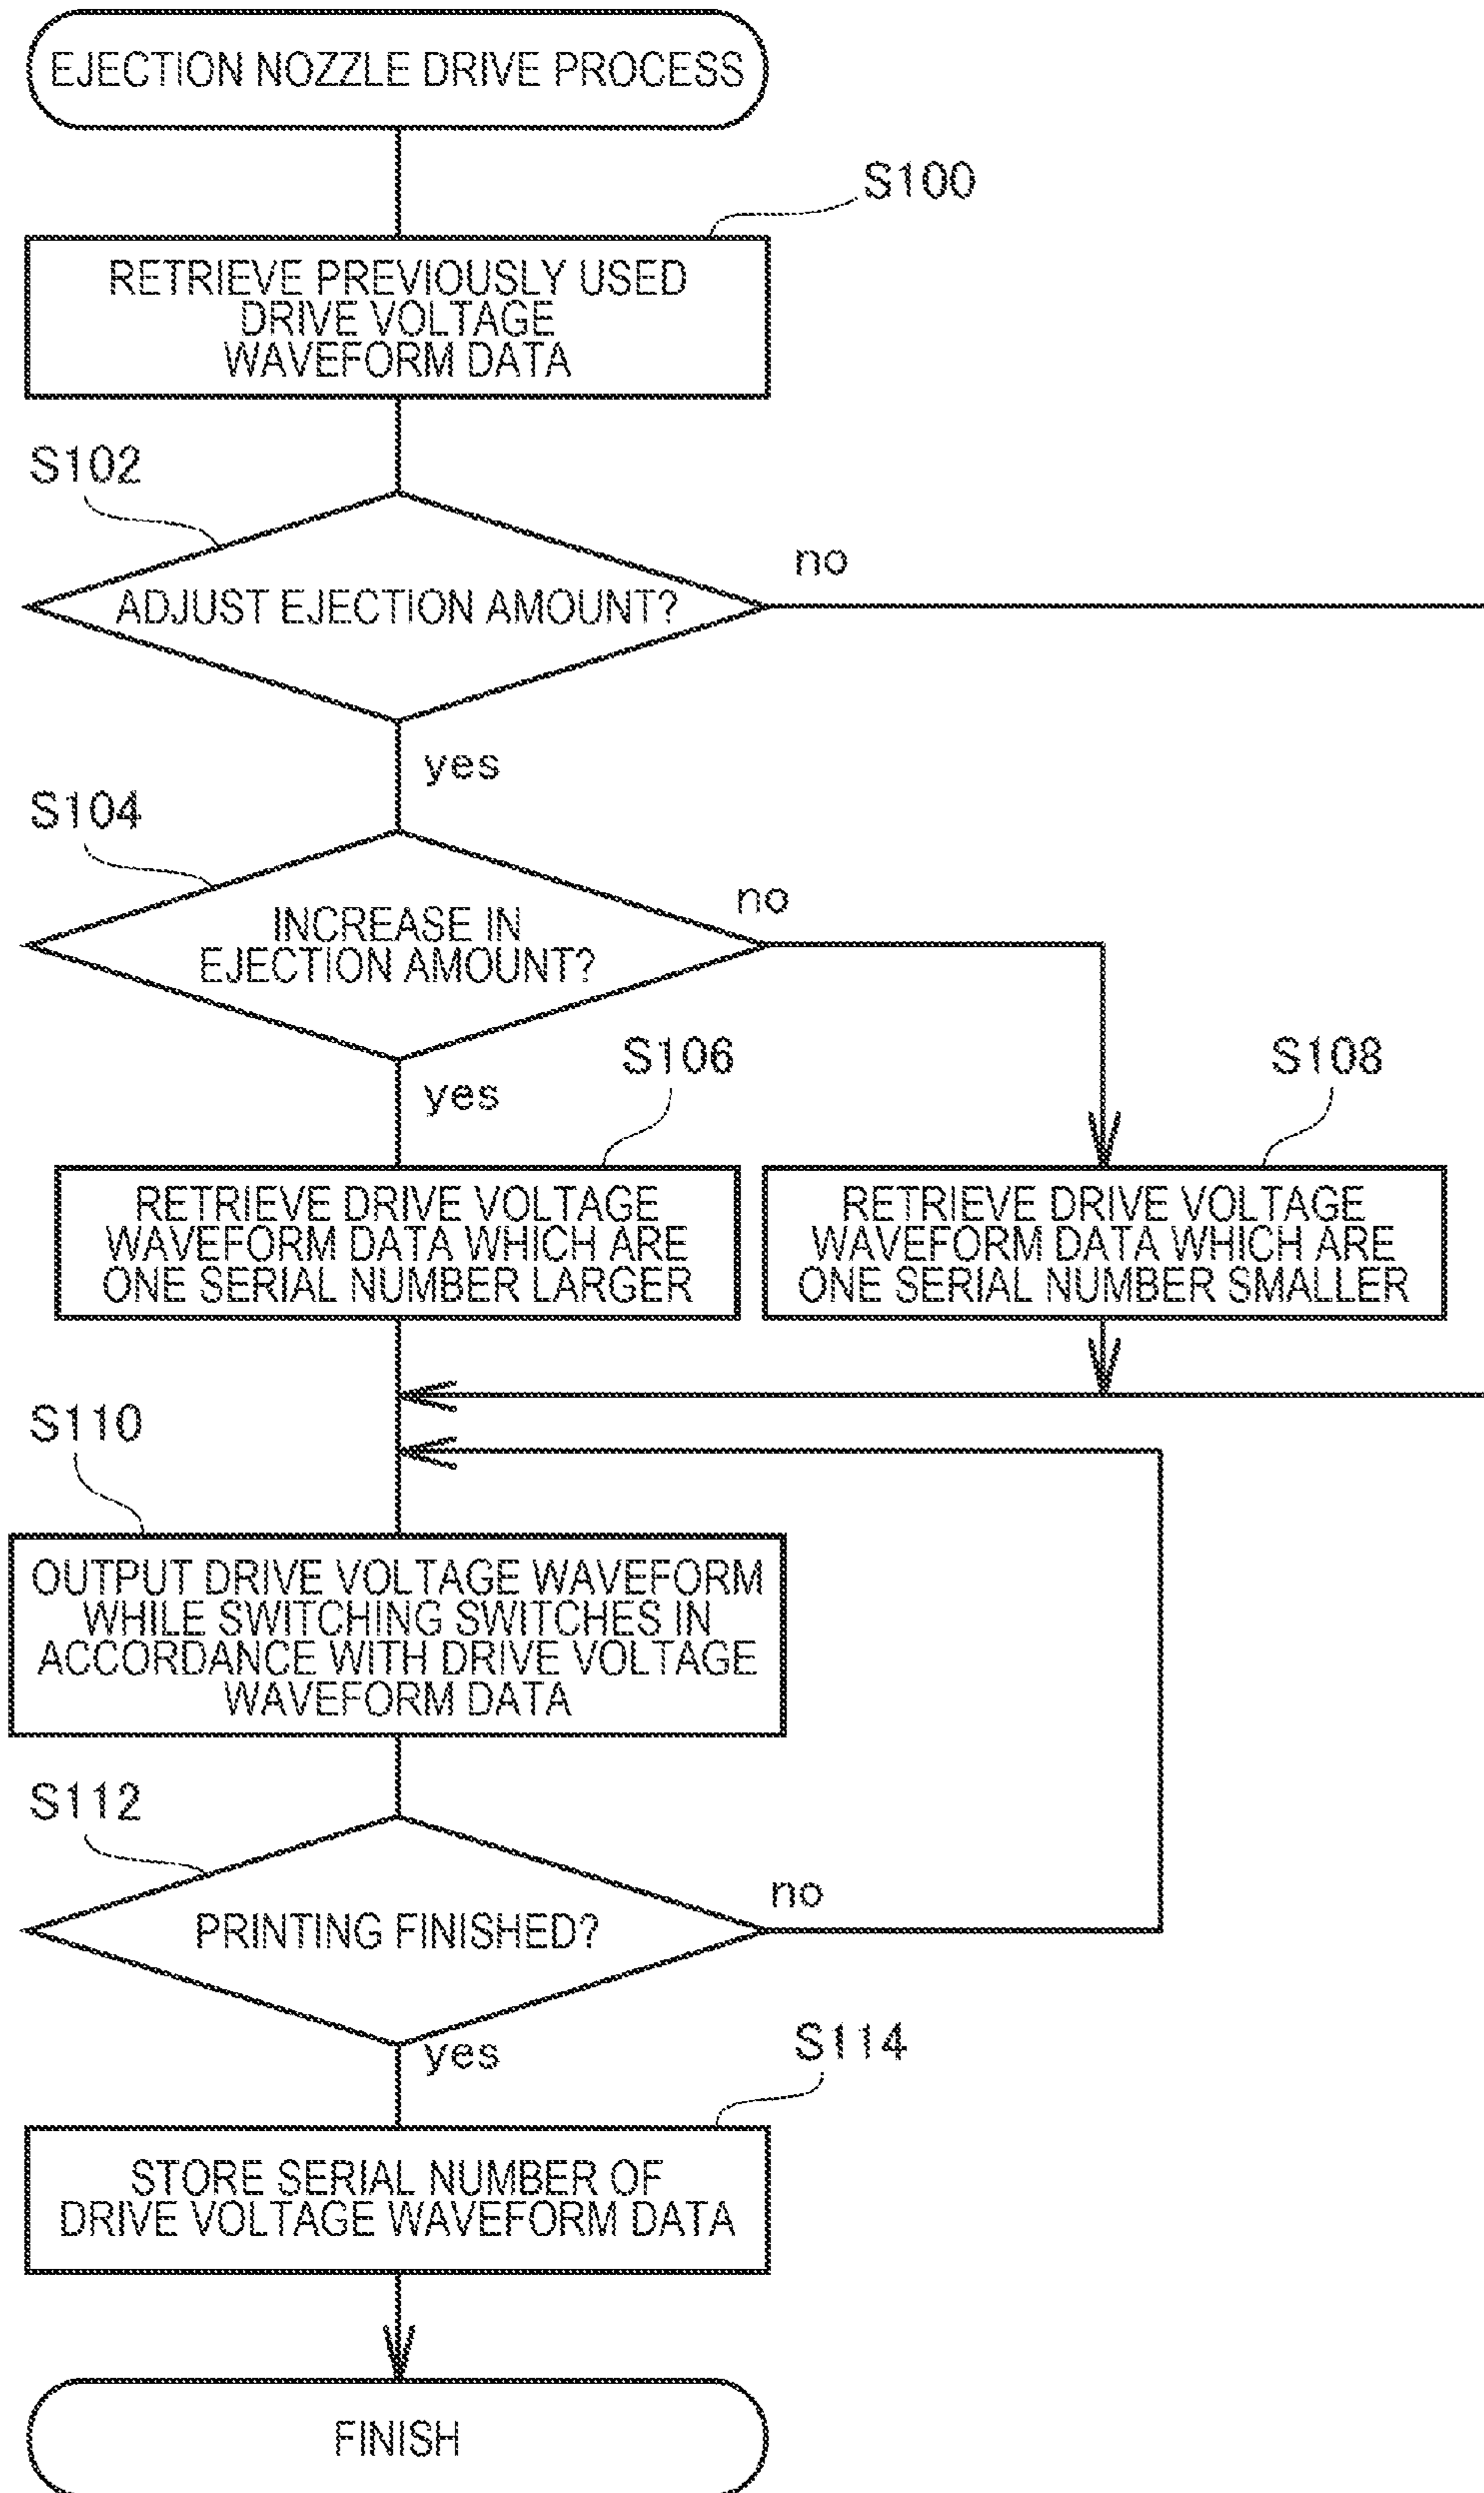 EJECTION NOZZLE DRIVE PROCESS
S100
RETRIEVE PREVIOUSLY USED
DRIVE VOLTAGE
WAVEFORM DATA
S102
no
ADJUST EJECTION AMOUNT?
yes
S104
no
INCREASE IN
EJECTION AMOUNT?
yes
S106
RETRIEVE DRIVE VOLTAGE
WAVEFORM DATA WHICH ARE
ONE SERIAL NUMBER LARGER
S108
RETRIEVE DRIVE VOLTAGE
WAVEFORM DATA WHICH ARE
ONE SERIAL NUMBER SMALLER
S110
OUTPUT DRIVE VOLTAGE WAVEFORM
WHILE SWITCHING SWITCHES IN
ACCORDANCE WITH DRIVE VOLTAGE
WAVEFORM DATA
S112
no
PRINTING FINISHED?
yes
S114
STORE SERIAL NUMBER OF
DRIVE VOLTAGE WAVEFORM DATA
FINISH